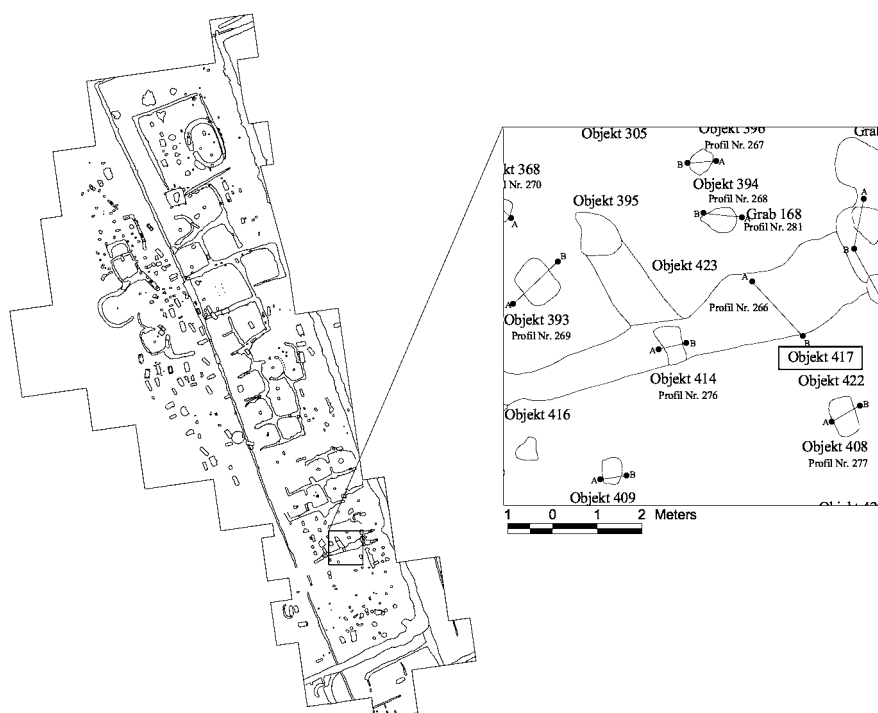 Objekt 305
Objekt 396
Profil Nr. 267
Grab
kt 368
l Nr. 270
Objekt 394
Profil Nr. 268
Objekt 395
Grab 168
Profil Nr. 281
B
A
B
A
A
A
B
Objekt 423
A
B
A
Objekt 393
Profil Nr. 269
Profil Nr. 266
B
A
B
Objekt 417
Objekt 414
Profil Nr. 276
Objekt 422
Objekt 416
A
B
Objekt 408
Profil Nr. 277
A
B
Objekt 409
1 0 1 2 Meters